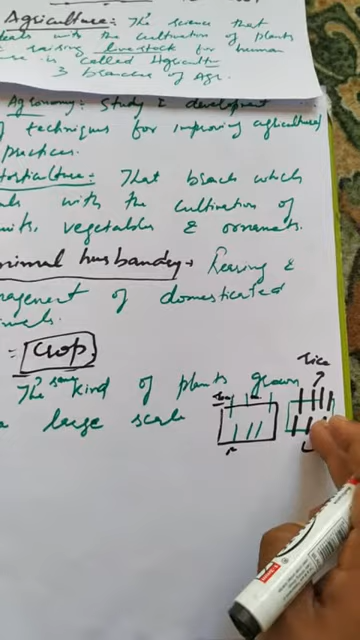 Agriculture:- The science that
deals with the cultivation of plants
& raising livestock for human
use is called
3 branches of Agr.
Agronomy: Study & development
of techniques for improving agricultural
practices.
Horticulture:- That branch which
deals with the cultivation of
fruits, vegetables & ornaments.
Animal husbandry → Rearing &
management of domesticated
animals.
= Crop
The same kind of plants grown
a large scale
rice